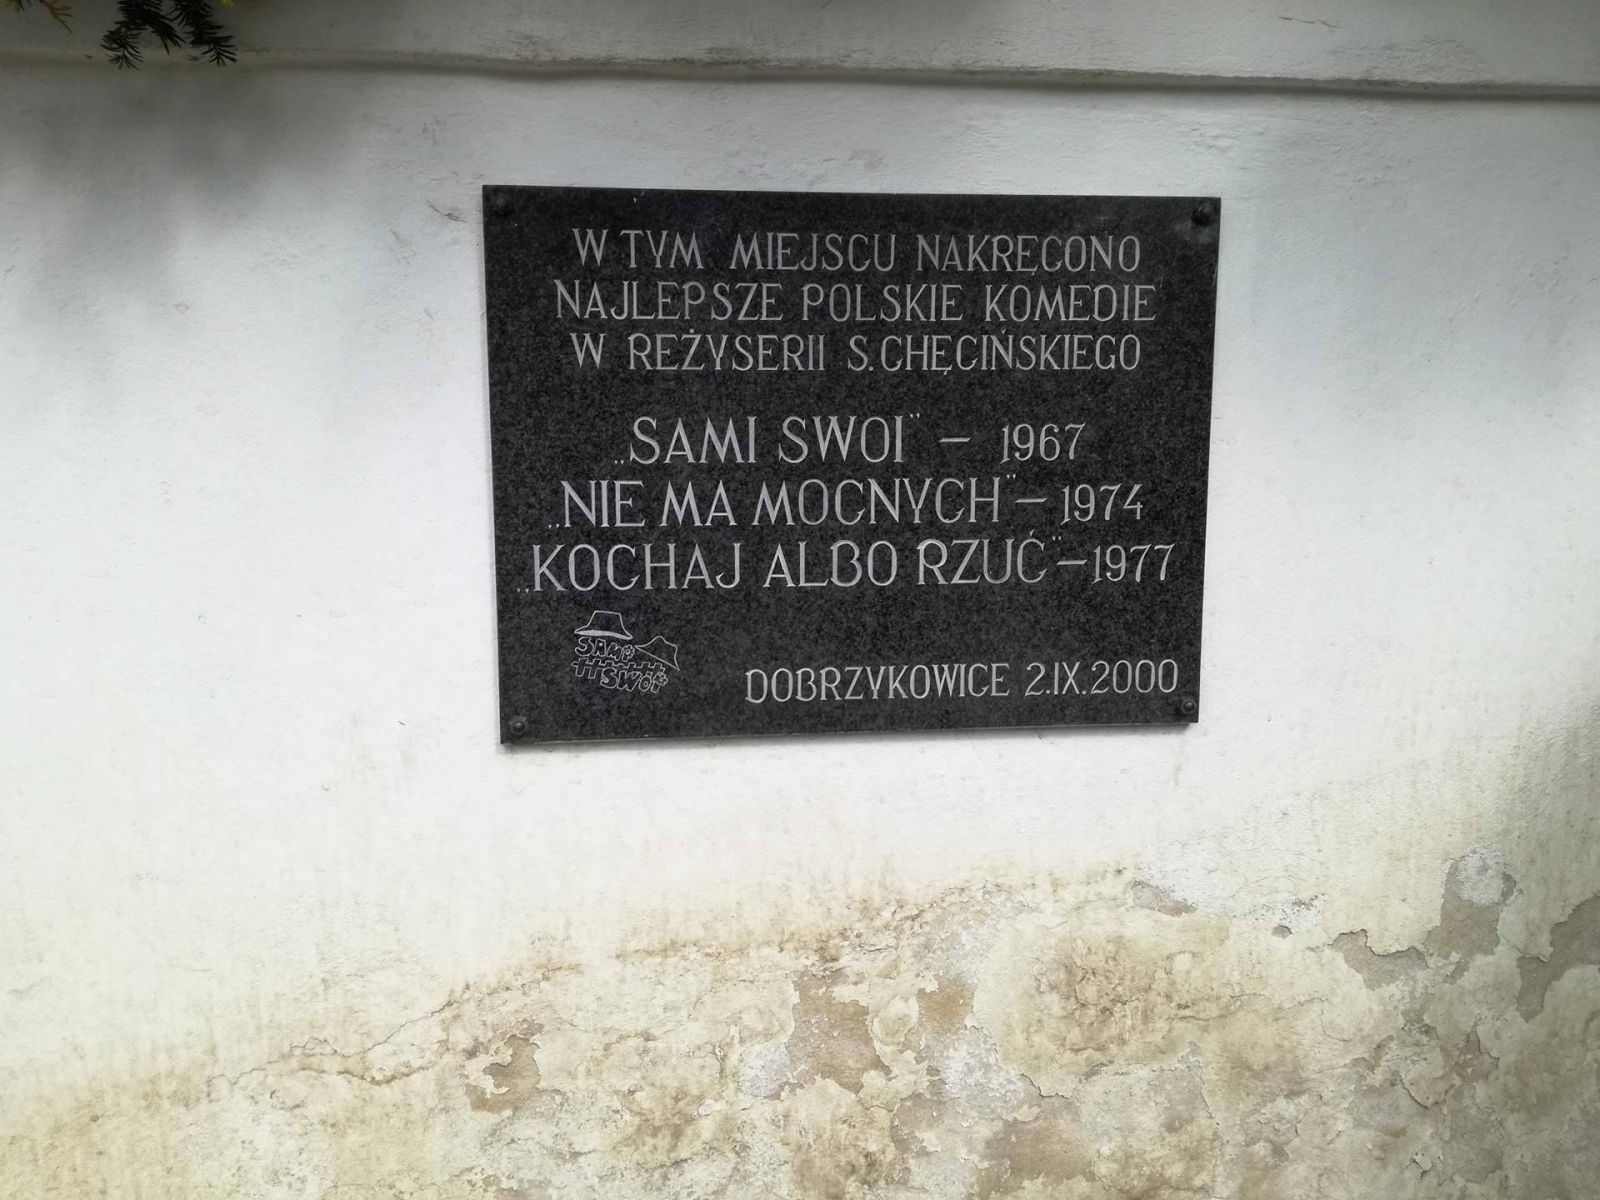 W TYM MIEJSCU NAKRĘCONO
NAJLEPSZE POLSKIE KOMEDIE
W REŻYSERII S.CHĘCIŃSKIEGO
„SAMI SWOI" – 1967
„NIE MA MOCNYCH" – 1974
„KOCHAJ ALBO RZUĆ" – 1977
SAMI
SWOI
DOBRZYKOWICE 2.IX.2000